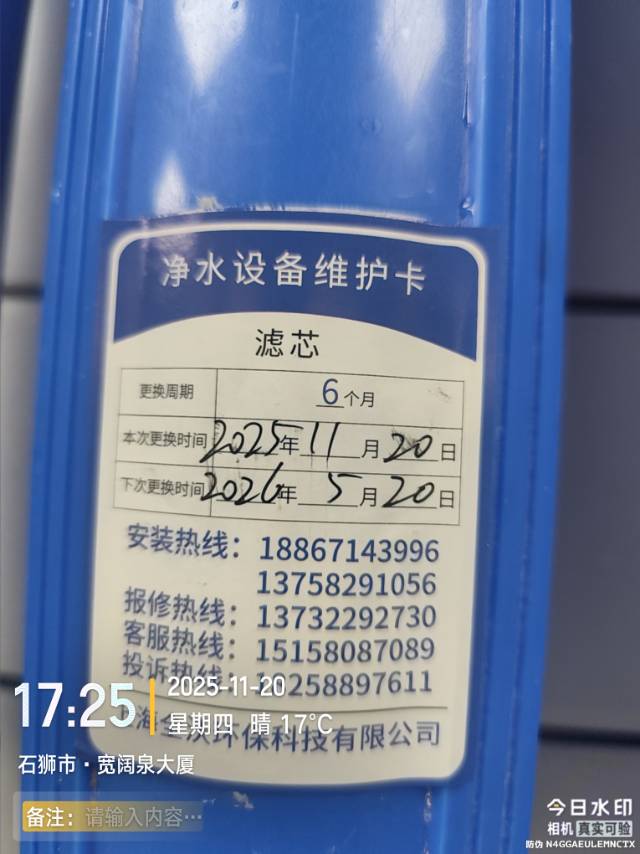 净水设备维护卡
滤芯
更换周期 6个月
本次更换时间 2025年11月20日
下次更换时间 2026年5月20日
安装热线：18867143996
13758291056
报修热线：13732292730
客服热线：15158087089
投诉热线 258897611
环保科技有限公司
17:25
2025-11-20
星期四 晴 17℃
石狮市·宽阔泉大厦
备注：请输入内容…
今日水印
相机 真实可验
防伪 N4GGAEULEMNCTX